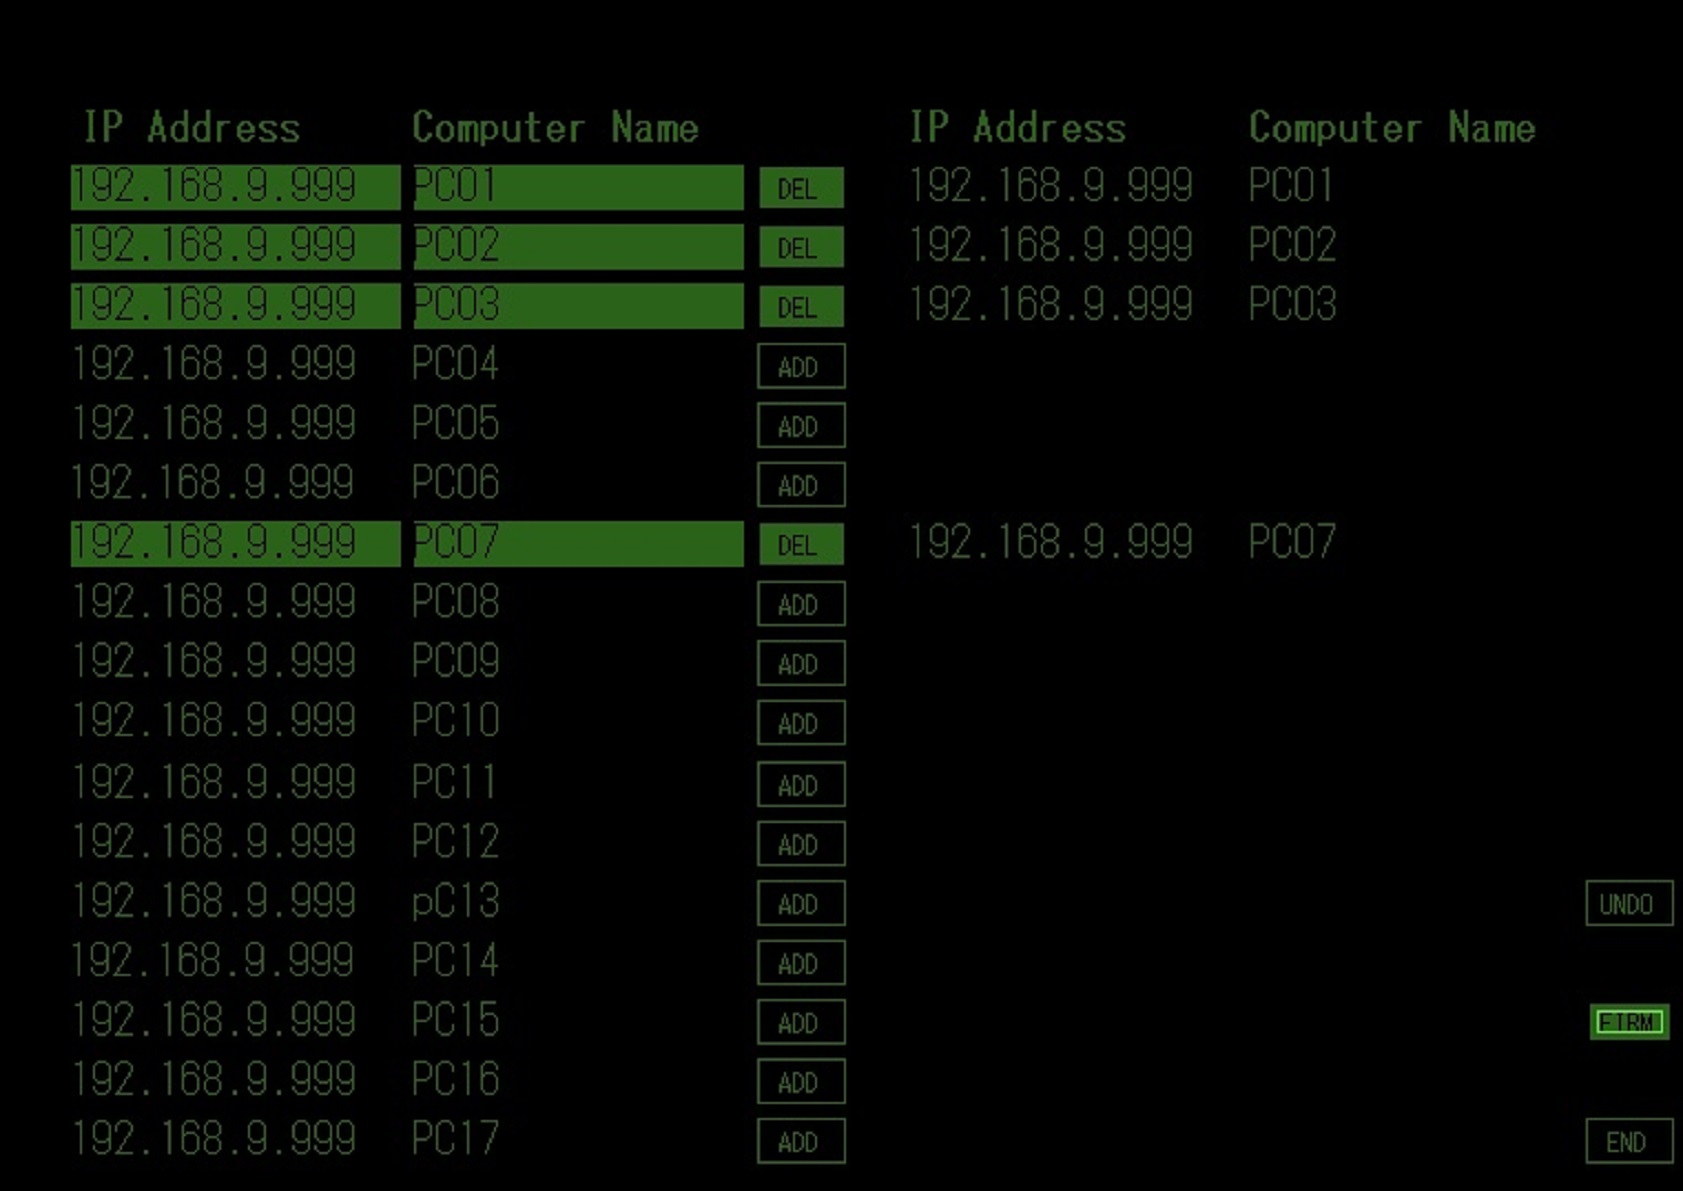 IP Address Computer Name IP Address Computer Name
192.168.9.999 PC01 DEL 192.168.9.999 PC01
192.168.9.999 PC02 DEL 192.168.9.999 PC02
192.168.9.999 PC03 DEL 192.168.9.999 PC03
192.168.9.999 PC04 ADD
192.168.9.999 PC05 ADD
192.168.9.999 PC06 ADD
192.168.9.999 PC07 DEL 192.168.9.999 PC07
192.168.9.999 PC08 ADD
192.168.9.999 PC09 ADD
192.168.9.999 PC10 ADD
192.168.9.999 PC11 ADD
192.168.9.999 PC12 ADD
192.168.9.999 pC13 ADD UNDO
192.168.9.999 PC14 ADD
192.168.9.999 PC15 ADD FIRM
192.168.9.999 PC16 ADD
192.168.9.999 PC17 ADD END